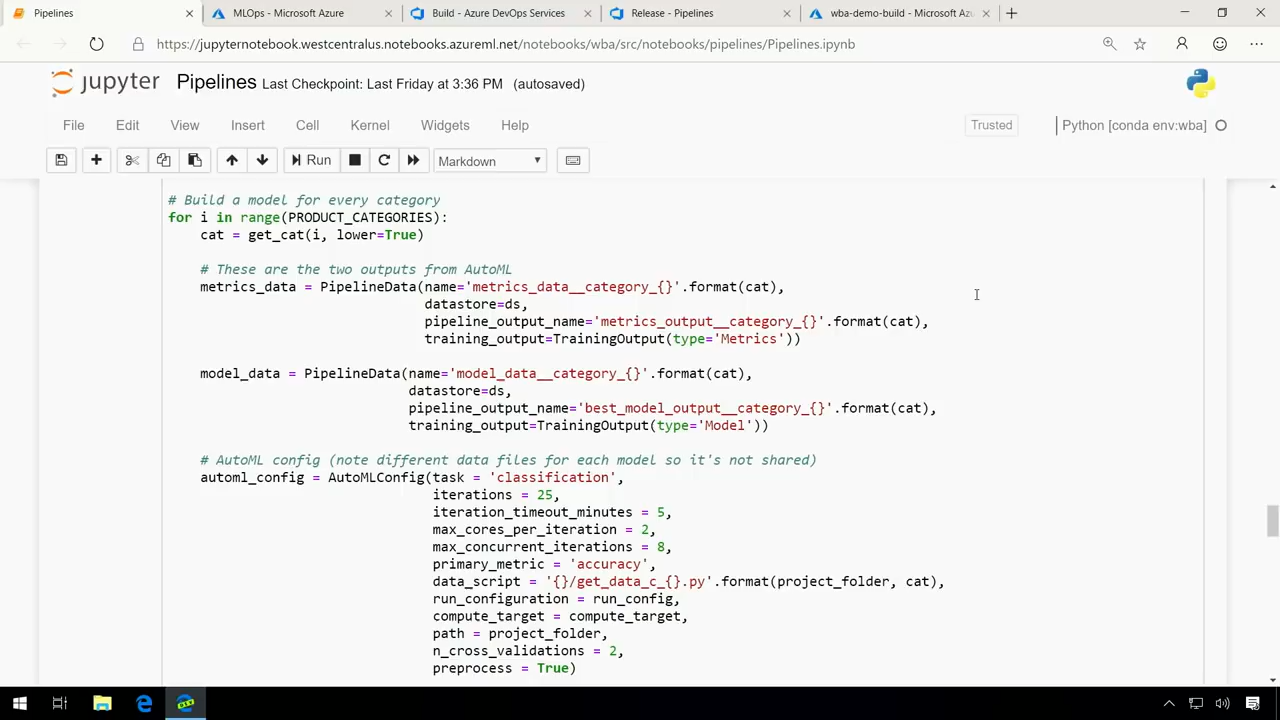 Pipelines
MLOps - Microsoft Azure
Build - Azure DevOps Services
Release - Pipelines
wba-demo-build - Microsoft Azu
https://jupyternotebook.westcentralus.notebooks.azureml.net/notebooks/wba/src/notebooks/pipelines/Pipelines.ipynb
jupyter Pipelines Last Checkpoint: Last Friday at 3:36 PM (autosaved)
File Edit View Insert Cell Kernel Widgets Help Trusted Python [conda env:wba]
Run Markdown
# Build a model for every category
for i in range(PRODUCT_CATEGORIES):
    cat = get_cat(i, lower=True)
    # These are the two outputs from AutoML
    metrics_data = PipelineData(name='metrics_data__category_{}'.format(cat),
                                datastore=ds,
                                pipeline_output_name='metrics_output__category_{}'.format(cat),
                                training_output=TrainingOutput(type='Metrics'))
    model_data = PipelineData(name='model_data__category_{}'.format(cat),
                              datastore=ds,
                              pipeline_output_name='best_model_output__category_{}'.format(cat),
                              training_output=TrainingOutput(type='Model'))
    # AutoML config (note different data files for each model so it's not shared)
    automl_config = AutoMLConfig(task = 'classification',
                                 iterations = 25,
                                 iteration_timeout_minutes = 5,
                                 max_cores_per_iteration = 2,
                                 max_concurrent_iterations = 8,
                                 primary_metric = 'accuracy',
                                 data_script = '{}/get_data_c_{}.py'.format(project_folder, cat),
                                 run_configuration = run_config,
                                 compute_target = compute_target,
                                 path = project_folder,
                                 n_cross_validations = 2,
                                 preprocess = True)